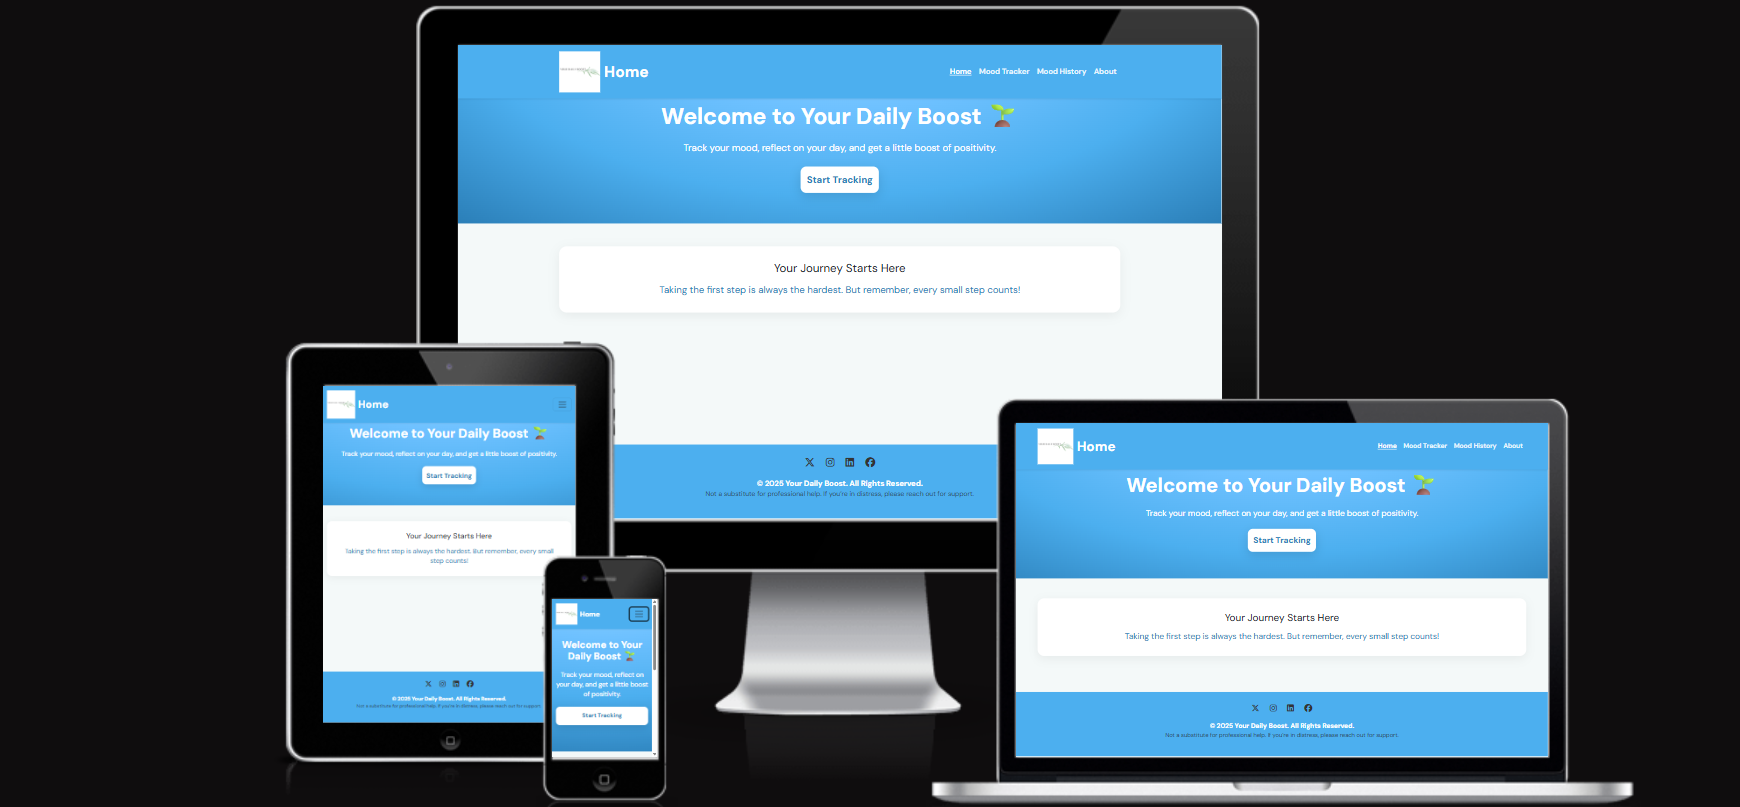 Home
Home Mood Tracker Mood History About
Welcome to Your Daily Boost 🌱
Track your mood, reflect on your day, and get a little boost of positivity.
Start Tracking
Your Journey Starts Here
Taking the first step is always the hardest. But remember, every small step counts!
© 2025 Your Daily Boost. All Rights Reserved.
Not a substitute for professional help. If you're in distress, please reach out for support.
Home
Welcome to Your Daily Boost 🌱
Track your mood, reflect on your day, and get a little boost of positivity.
Start Tracking
Your Journey Starts Here
Taking the first step is always the hardest. But remember, every small
step counts!
© 2025 Your Daily Boost. All Rights Reserved.
Not a substitute for professional help. If you're in distress, please reach out for support.
Home
Welcome to Your
Daily Boost 🌱
Track your mood, reflect on
your day, and get a little boost
of positivity.
Start Tracking
Home
Home Mood Tracker Mood History About
Welcome to Your Daily Boost 🌱
Track your mood, reflect on your day, and get a little boost of positivity.
Start Tracking
Your Journey Starts Here
Taking the first step is always the hardest. But remember, every small step counts!
© 2025 Your Daily Boost. All Rights Reserved.
Not a substitute for professional help. If you're in distress, please reach out for support.